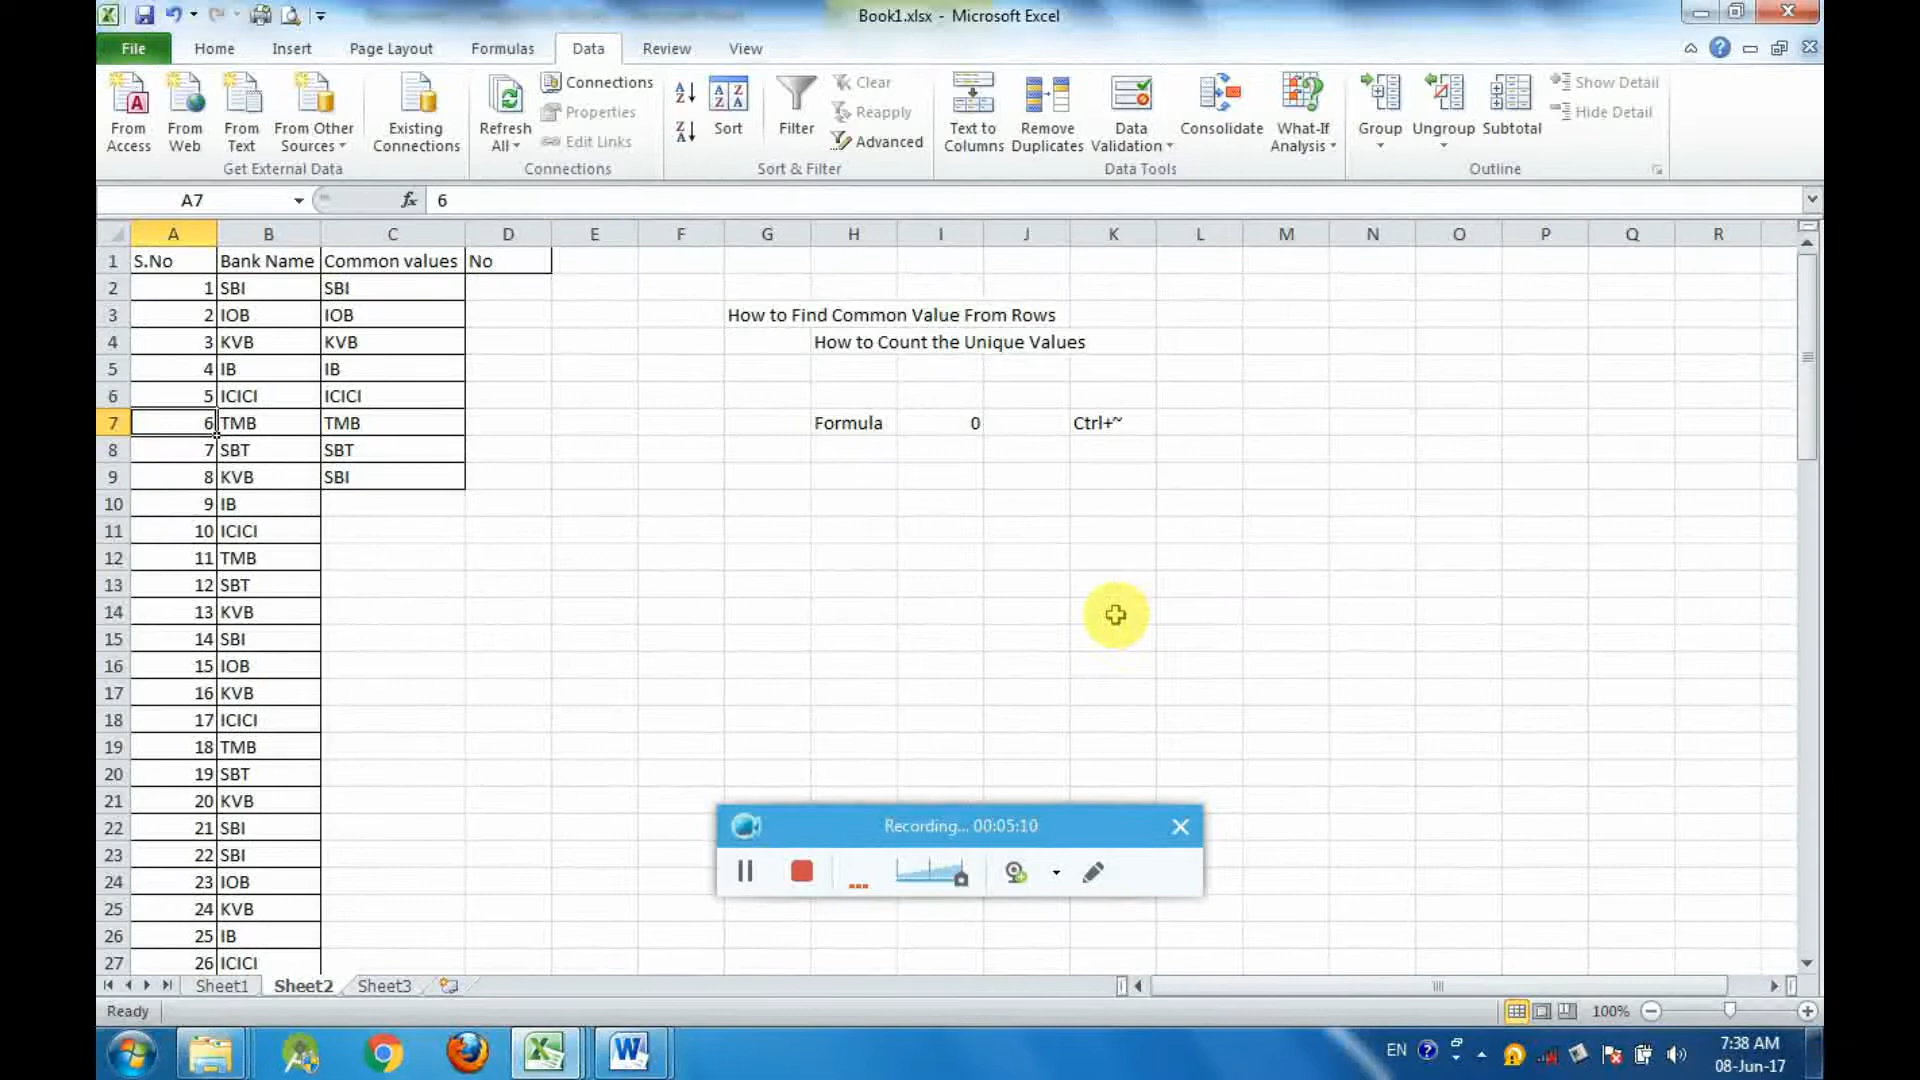 Book1.xlsx - Microsoft Excel
File Home Insert Page Layout Formulas Data Review View
From Access
From Web
From Text
From Other Sources
Existing Connections
Get External Data
Refresh All
Connections
Properties
Edit Links
Connections
Sort
Filter
Clear
Reapply
Advanced
Sort & Filter
Text to Columns
Remove Duplicates
Data Validation
Consolidate
What-If Analysis
Data Tools
Group
Ungroup
Subtotal
Show Detail
Hide Detail
Outline
A7 fx 6
A B C D E F G H I J K L M N O P Q R
1 S.No Bank Name Common values No
2 1 SBI SBI
3 2 IOB IOB How to Find Common Value From Rows
4 3 KVB KVB How to Count the Unique Values
5 4 IB IB
6 5 ICICI ICICI
7 6 TMB TMB Formula 0 Ctrl+~
8 7 SBT SBT
9 8 KVB SBI
10 9 IB
11 10 ICICI
12 11 TMB
13 12 SBT
14 13 KVB
15 14 SBI
16 15 IOB
17 16 KVB
18 17 ICICI
19 18 TMB
20 19 SBT
21 20 KVB
22 21 SBI
23 22 SBI
24 23 IOB
25 24 KVB
26 25 IB
27 26 ICICI
Recording... 00:05:10
Sheet1 Sheet2 Sheet3
Ready 100%
EN 7:38 AM
08-Jun-17